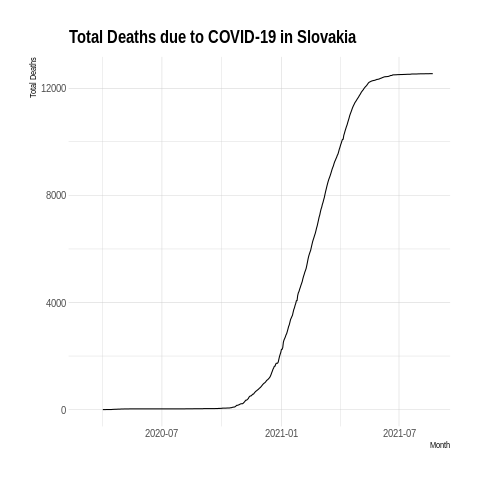 Total Deaths due to COVID-19 in Slovakia
Total Deaths
12000
8000
4000
0
2020-07 2021-01 2021-07
Month